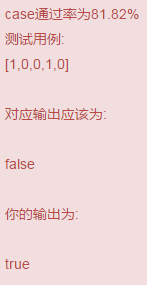 case通过率为81.82%
测试用例:
[1,0,0,1,0]
对应输出应该为:
false
你的输出为:
true